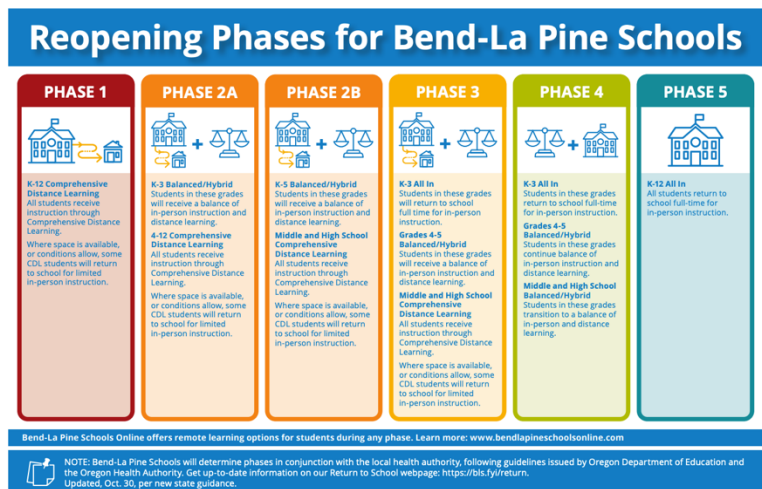 Reopening Phases for Bend-La Pine Schools
PHASE 1
K-12 Comprehensive
Distance Learning
All students receive
instruction through
Comprehensive Distance
Learning.
Where space is available,
or conditions allow, some
CDL students will return
to school for limited
in-person instruction.
PHASE 2A
K-3 Balanced/Hybrid
Students in these grades
will receive a balance of
in-person instruction and
distance learning.
4-12 Comprehensive
Distance Learning
All students receive
instruction through
Comprehensive Distance
Learning.
Where space is available,
or conditions allow, some
CDL students will return
to school for limited
in-person instruction.
PHASE 2B
K-5 Balanced/Hybrid
Students in these grades
will receive a balance of
in-person instruction and
distance learning.
Middle and High School
Comprehensive
Distance Learning
All students receive
instruction through
Comprehensive Distance
Learning.
Where space is available,
or conditions allow, some
CDL students will return
to school for limited
in-person instruction.
PHASE 3
K-3 All In
Students in these grades
will return to school
full time for in-person
instruction.
Grades 4-5
Balanced/Hybrid
Students in these grades
will receive a balance of
in-person instruction and
distance learning.
Middle and High School
Comprehensive
Distance Learning
All students receive
instruction through
Comprehensive Distance
Learning.
Where space is available,
or conditions allow, some
CDL students will return
to school for limited
in-person instruction.
PHASE 4
K-3 All In
Students in these grades
return to school full-time
for in-person instruction.
Grades 4-5
Balanced/Hybrid
Students in these grades
continue balance of
in-person instruction and
distance learning.
Middle and High School
Balanced/Hybrid
Students in these grades
transition to a balance of
in-person and distance
learning.
PHASE 5
K-12 All In
All students return to
school full-time for
in-person instruction.
Bend-La Pine Schools Online offers remote learning options for students during any phase. Learn more: www.bendlapineschoolsonline.com
NOTE: Bend-La Pine Schools will determine phases in conjunction with the local health authority, following guidelines issued by Oregon Department of Education and
the Oregon Health Authority. Get up-to-date information on our Return to School webpage: https://bls.fyi/return.
Updated, Oct. 30, per new state guidance.